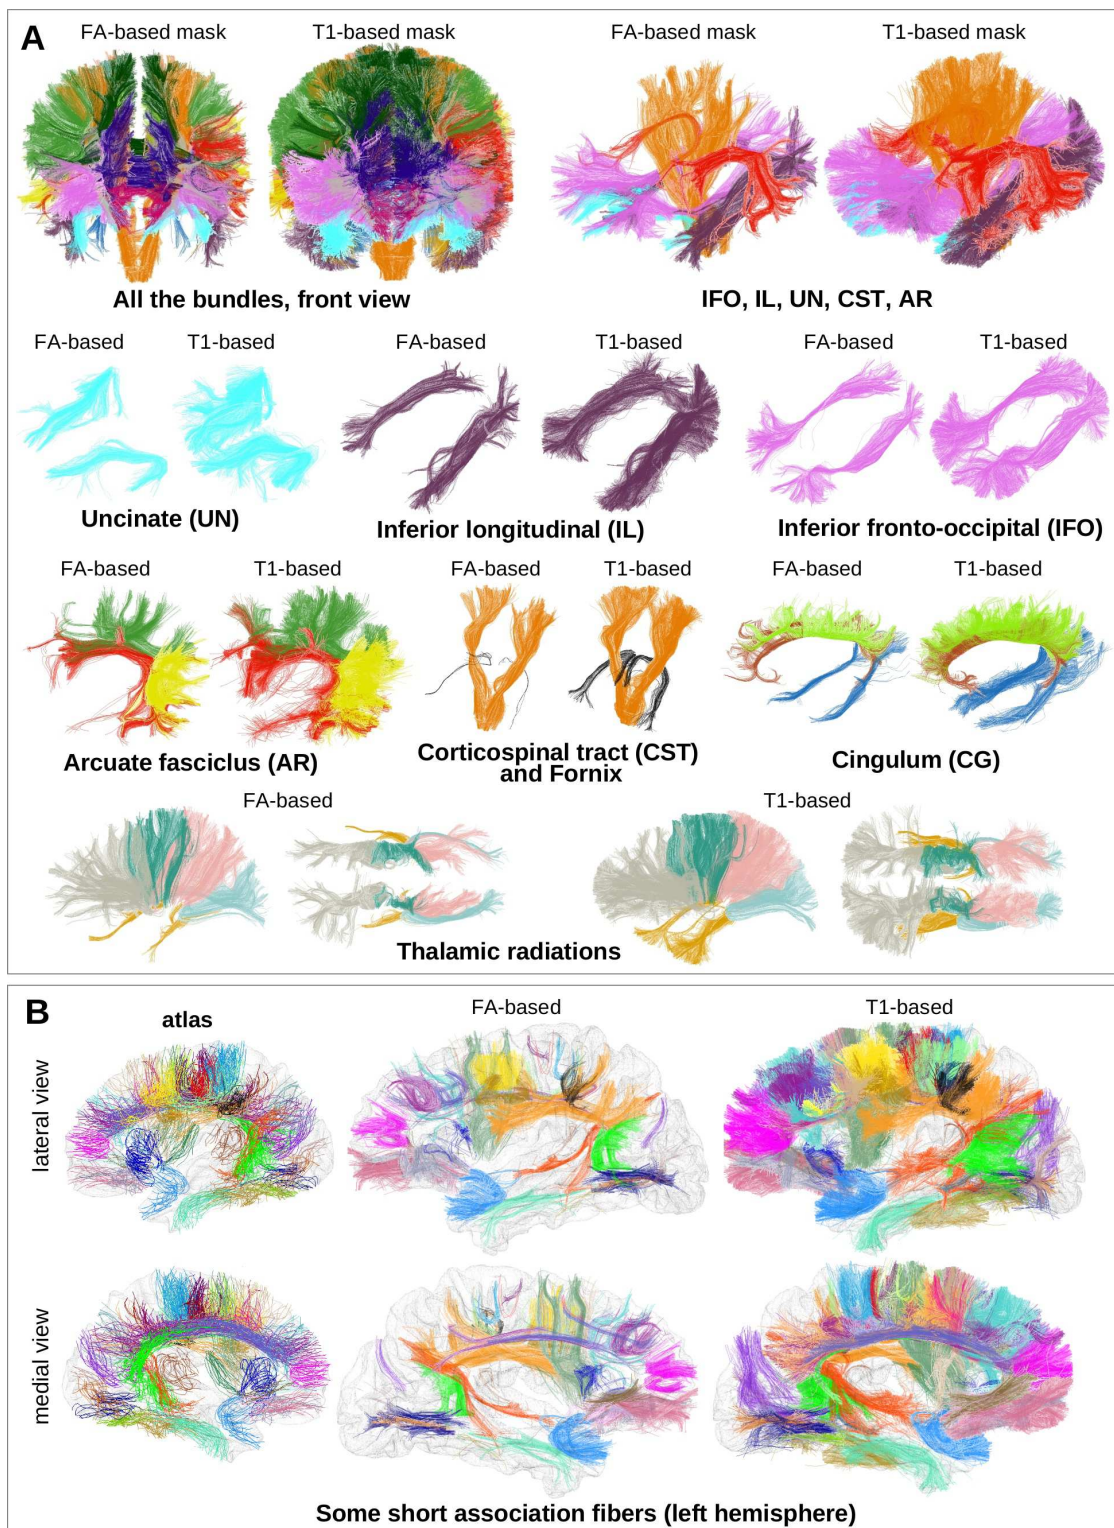 A
FA-based mask
T1-based mask
FA-based mask
T1-based mask
All the bundles, front view
IFO, IL, UN, CST, AR
FA-based
T1-based
FA-based
T1-based
FA-based
T1-based
Uncinate (UN)
Inferior longitudinal (IL)
Inferior fronto-occipital (IFO)
FA-based
T1-based
FA-based
T1-based
FA-based
T1-based
Arcuate fasciclus (AR)
Corticospinal tract (CST)
and Fornix
Cingulum (CG)
FA-based
T1-based
Thalamic radiations
B
atlas
FA-based
T1-based
lateral view
medial view
Some short association fibers (left hemisphere)